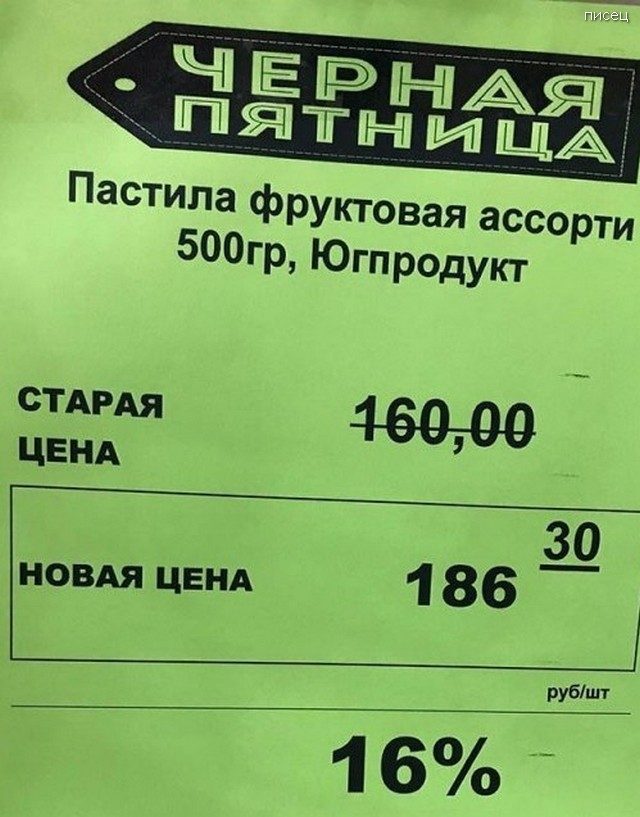 писец
ЧЕРНАЯ
ПЯТНИЦА
Пастила фруктовая ассорти
500гр, Югпродукт
СТАРАЯ
ЦЕНА
160,00
НОВАЯ ЦЕНА
186 30
руб/шт
16%